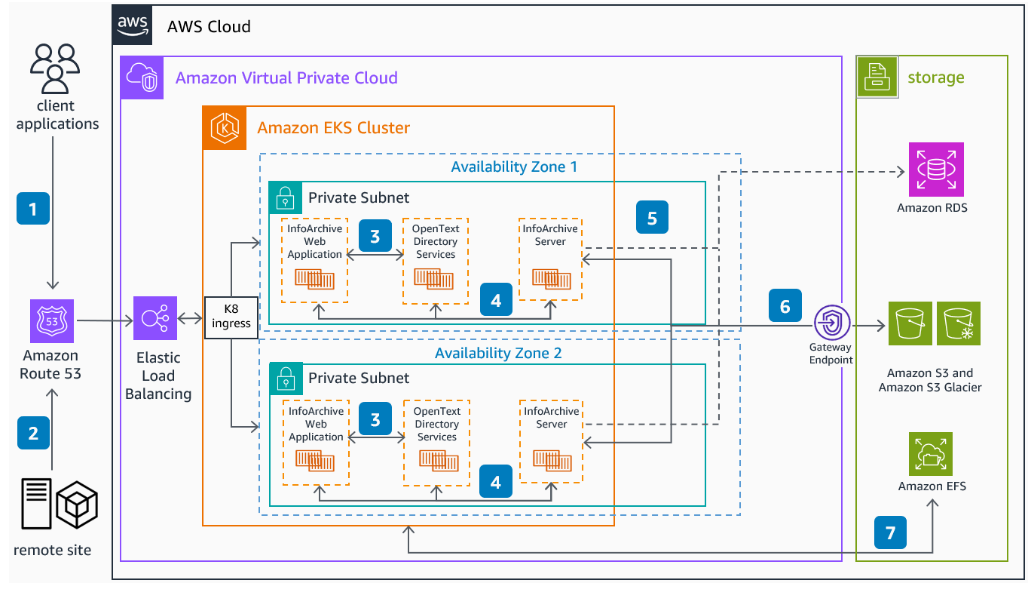 aws
AWS Cloud
Amazon Virtual Private Cloud
storage
client
applications
Amazon EKS Cluster
Availability Zone 1
Private Subnet
1
InfoArchive
Web
Application
3
OpenText
Directory
Services
InfoArchive
Server
5
Amazon RDS
4
6
53
Amazon
Route 53
Elastic
Load
Balancing
K8
ingress
Gateway
Endpoint
Amazon S3 and
Amazon S3 Glacier
Availability Zone 2
Private Subnet
2
InfoArchive
Web
Application
3
OpenText
Directory
Services
InfoArchive
Server
4
Amazon EFS
7
remote site